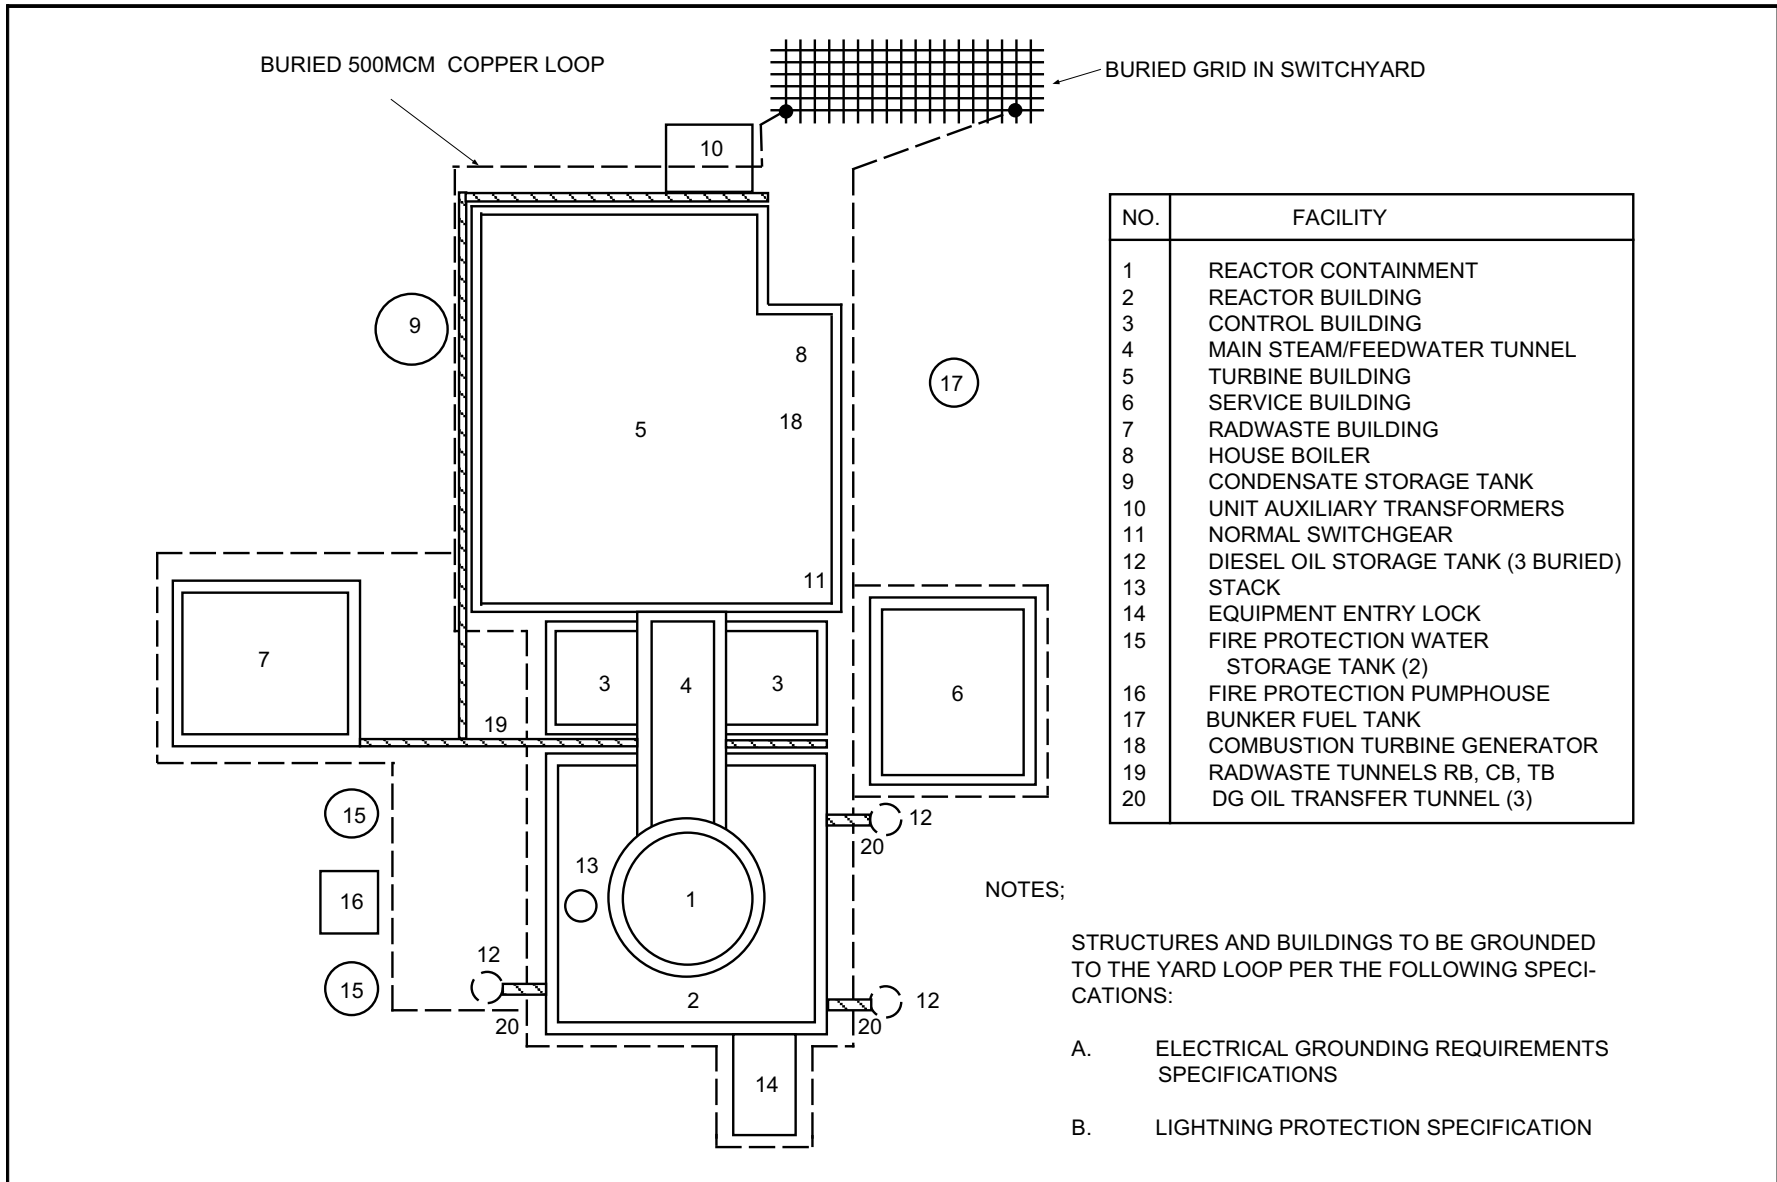 BURIED 500MCM COPPER LOOP
BURIED GRID IN SWITCHYARD
10
9
8
17
18
5
11
7
3
4
3
6
19
15
12
20
13
16
1
12
15
2
12
20
20
14
NO. FACILITY
1 REACTOR CONTAINMENT
2 REACTOR BUILDING
3 CONTROL BUILDING
4 MAIN STEAM/FEEDWATER TUNNEL
5 TURBINE BUILDING
6 SERVICE BUILDING
7 RADWASTE BUILDING
8 HOUSE BOILER
9 CONDENSATE STORAGE TANK
10 UNIT AUXILIARY TRANSFORMERS
11 NORMAL SWITCHGEAR
12 DIESEL OIL STORAGE TANK (3 BURIED)
13 STACK
14 EQUIPMENT ENTRY LOCK
15 FIRE PROTECTION WATER
STORAGE TANK (2)
16 FIRE PROTECTION PUMPHOUSE
17 BUNKER FUEL TANK
18 COMBUSTION TURBINE GENERATOR
19 RADWASTE TUNNELS RB, CB, TB
20 DG OIL TRANSFER TUNNEL (3)
NOTES;
STRUCTURES AND BUILDINGS TO BE GROUNDED
TO THE YARD LOOP PER THE FOLLOWING SPECI-
CATIONS:
A. ELECTRICAL GROUNDING REQUIREMENTS
SPECIFICATIONS
B. LIGHTNING PROTECTION SPECIFICATION